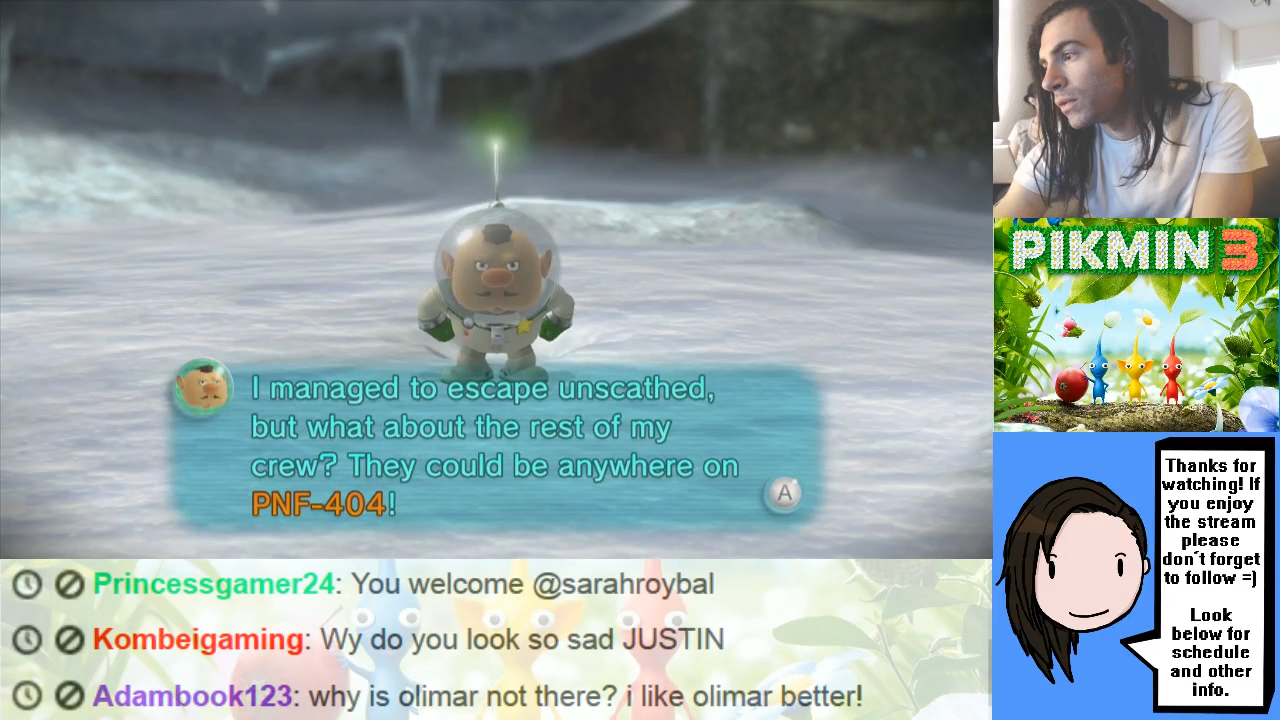 I managed to escape unscathed,
but what about the rest of my
crew? They could be anywhere on
PNF-404!
A
Princessgamer24: You welcome @sarahroybal
Kombeigaming: Wy do you look so sad JUSTIN
Adambook123: why is olimar not there? i like olimar better!
PIKMIN 3
Thanks for
watching! If
you enjoy
the stream
please
don´t forget
to follow =)
Look
below for
schedule
and other
info.